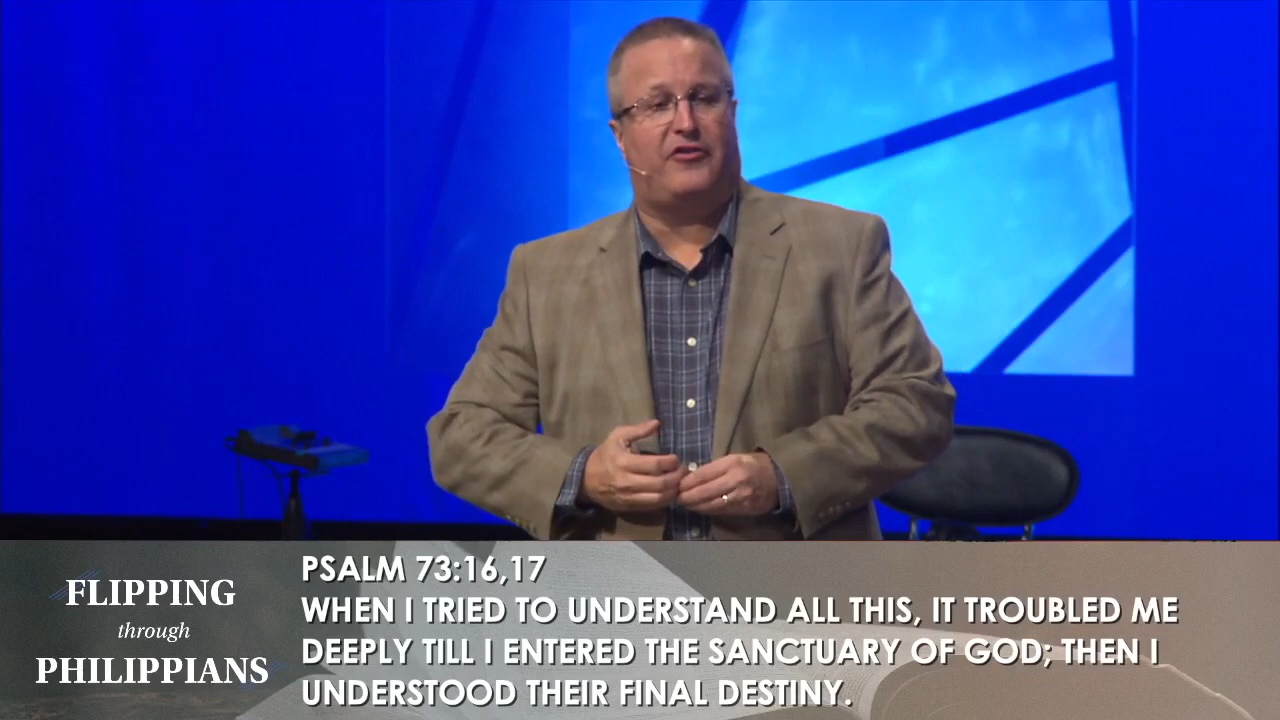 FLIPPING
through
PHILIPPIANS
PSALM 73:16,17
WHEN I TRIED TO UNDERSTAND ALL THIS, IT TROUBLED ME
DEEPLY TILL I ENTERED THE SANCTUARY OF GOD; THEN I
UNDERSTOOD THEIR FINAL DESTINY.